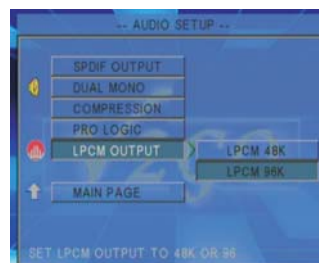 -- AUDIO SETUP --
SPDIF OUTPUT
DUAL MONO
COMPRESSION
PRO LOGIC
LPCM OUTPUT
LPCM 48K
LPCM 96K
MAIN PAGE
SET LPCM OUTPUT TO 48K OR 96